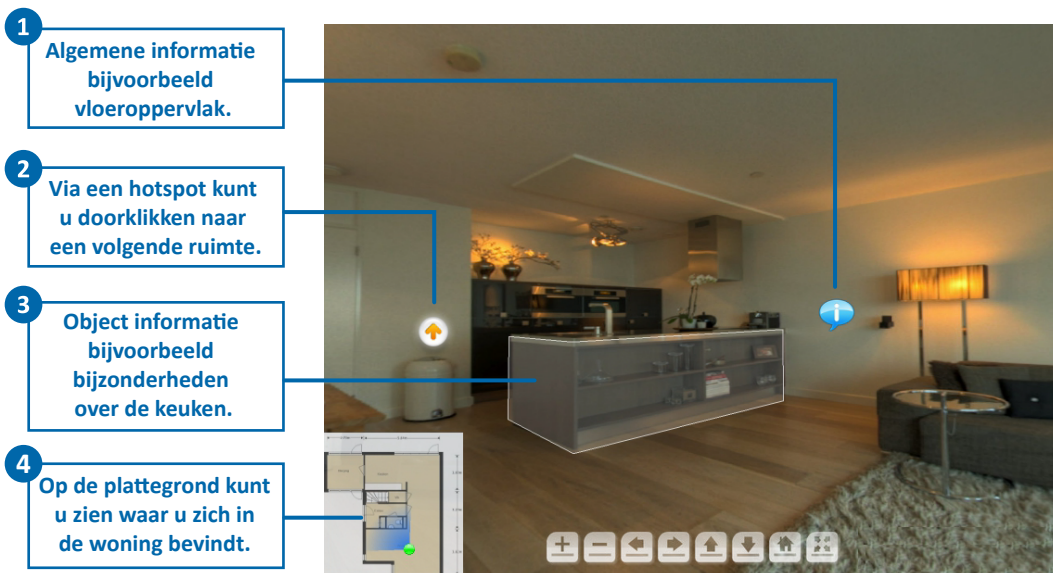 1
Algemene informatie
bijvoorbeeld
vloeroppervlak.
2
Via een hotspot kunt
u doorklikken naar
een volgende ruimte.
3
Object informatie
bijvoorbeeld
bijzonderheden
over de keuken.
4
Op de plattegrond kunt
u zien waar u zich in
de woning bevindt.
i